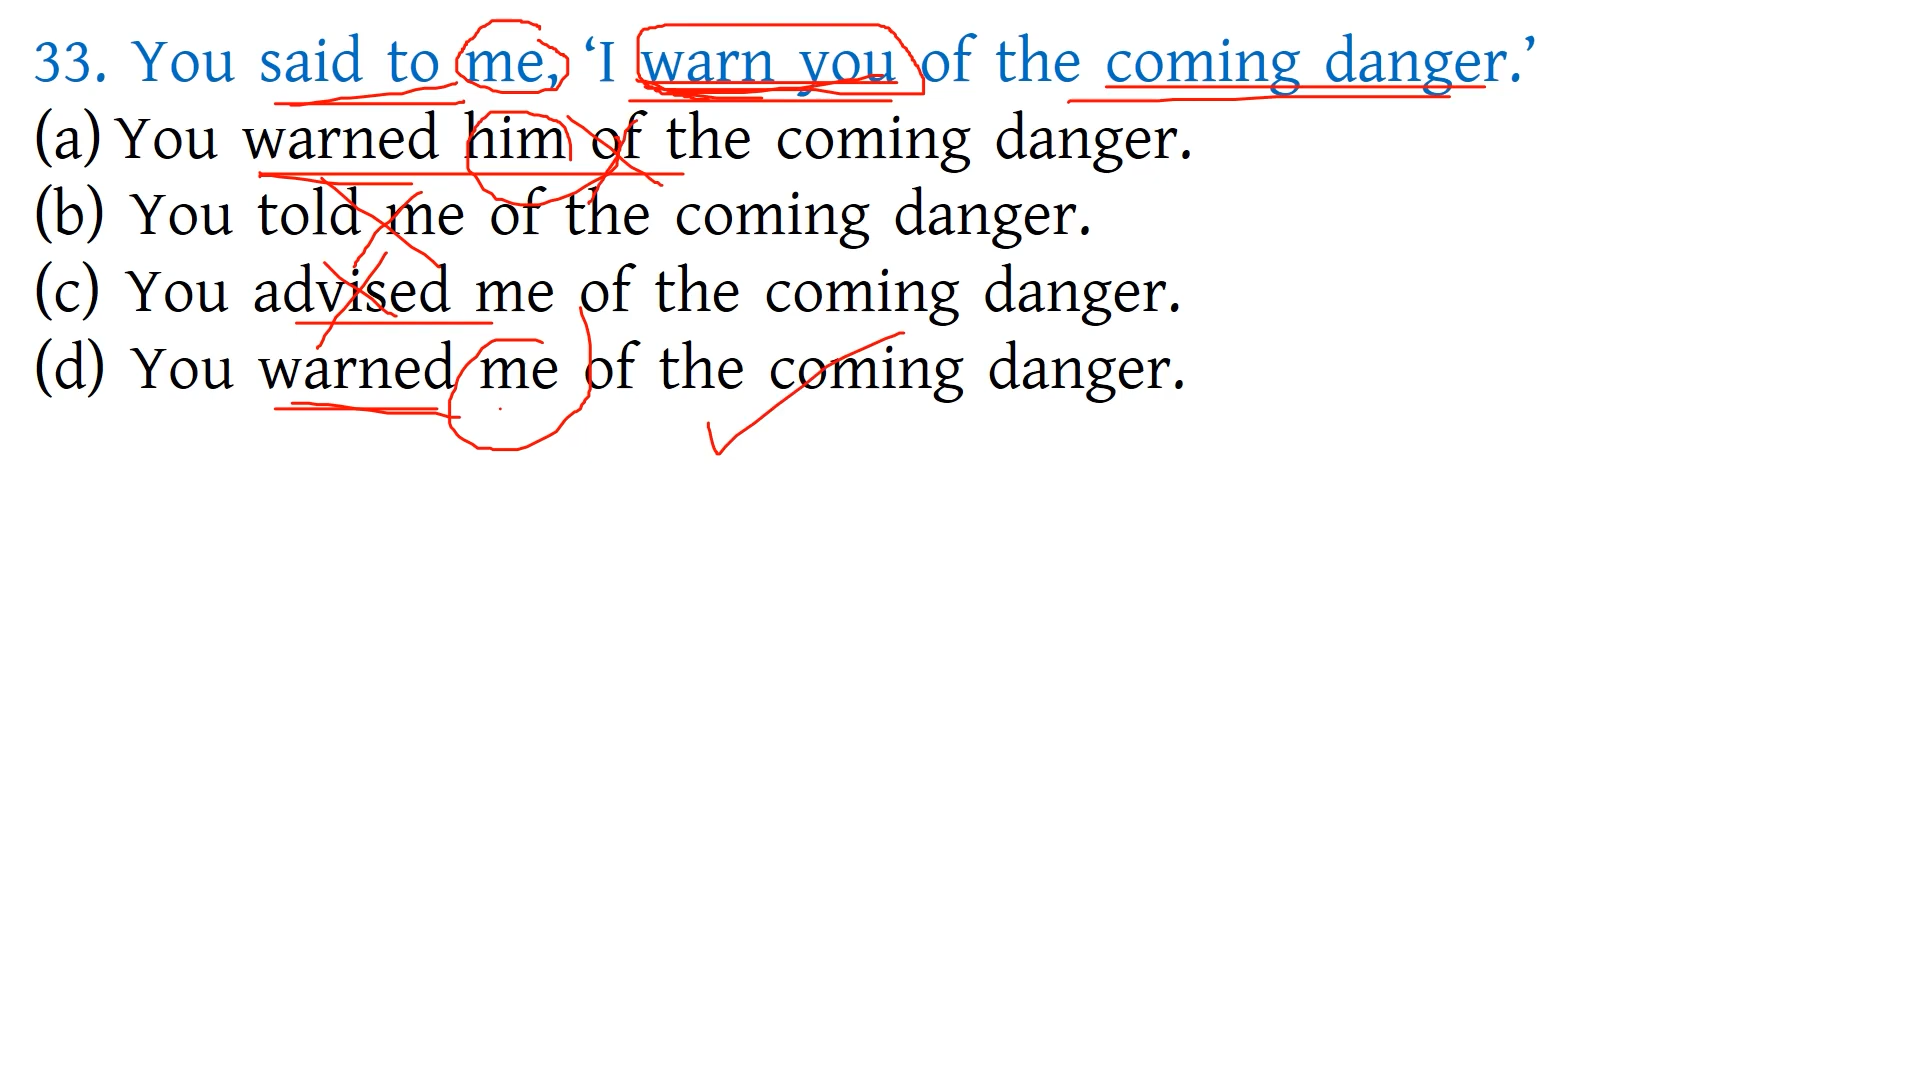 33. You said to me, ‘I warn you of the coming danger.’
(a) You warned him of the coming danger.
(b) You told me of the coming danger.
(c) You advised me of the coming danger.
(d) You warned me of the coming danger.